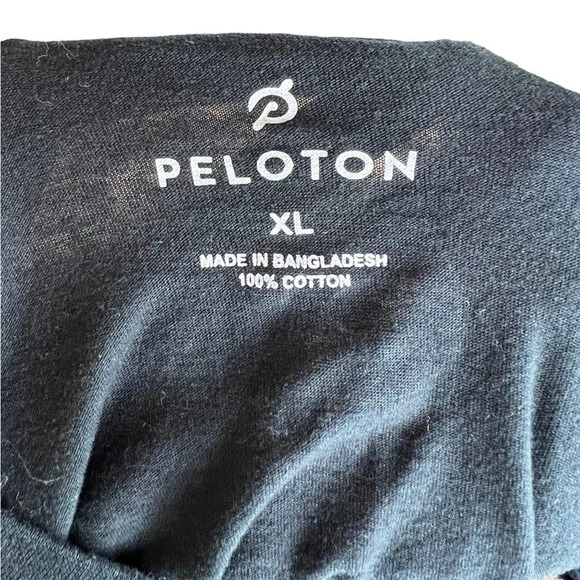 PELOTON
XL
MADE IN BANGLADESH
100% COTTON